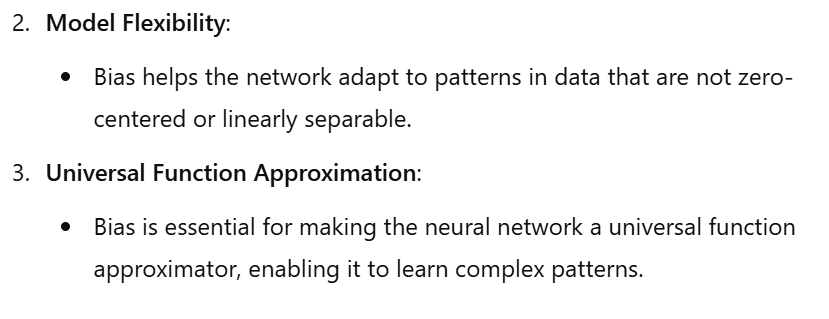 2. Model Flexibility:
• Bias helps the network adapt to patterns in data that are not zero-
centered or linearly separable.
3. Universal Function Approximation:
• Bias is essential for making the neural network a universal function
approximator, enabling it to learn complex patterns.